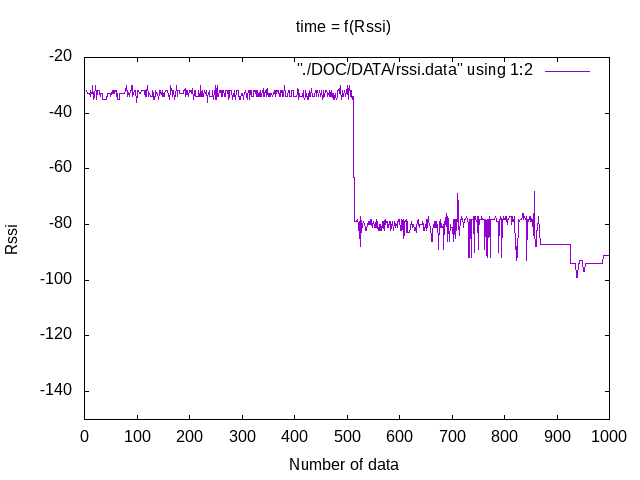 time = f(Rssi)
"./DOC/DATA/rssi.data" using 1:2
-20
-40
-60
-80
-100
-120
-140
Rssi
0 100 200 300 400 500 600 700 800 900 1000
Number of data